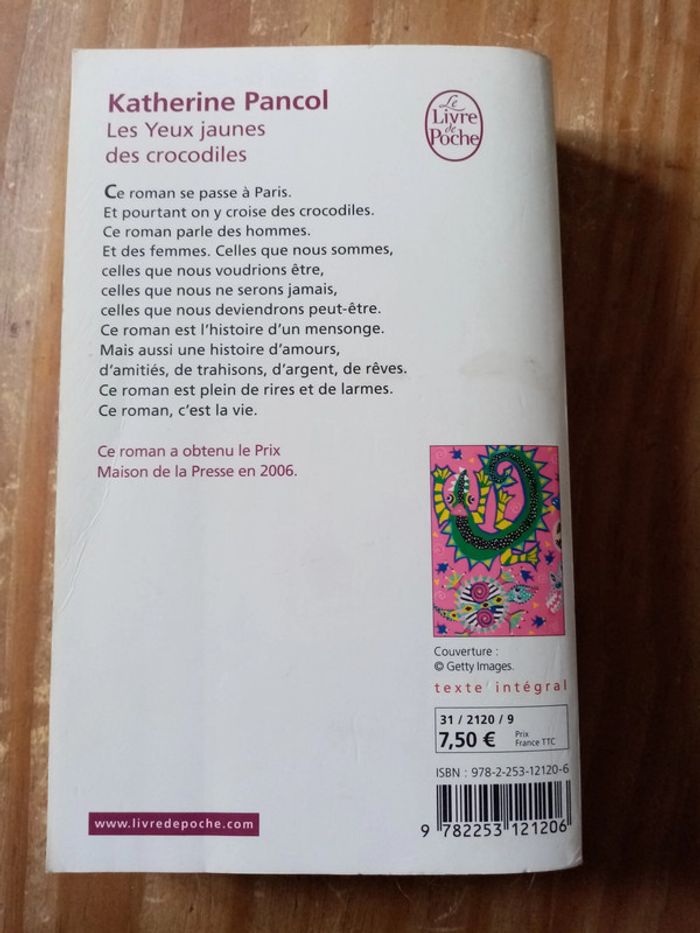 Katherine Pancol
Les Yeux jaunes
des crocodiles
Le
Livre
de
Poche
Ce roman se passe à Paris.
Et pourtant on y croise des crocodiles.
Ce roman parle des hommes.
Et des femmes. Celles que nous sommes,
celles que nous voudrions être,
celles que nous ne serons jamais,
celles que nous deviendrons peut-être.
Ce roman est l'histoire d'un mensonge.
Mais aussi une histoire d'amours,
d'amitiés, de trahisons, d'argent, de rêves.
Ce roman est plein de rires et de larmes.
Ce roman, c'est la vie.
Ce roman a obtenu le Prix
Maison de la Presse en 2006.
Couverture :
© Getty Images.
texte intégral
31 / 2120 / 9
7,50 €
Prix
France TTC
ISBN : 978-2-253-12120-6
9 782253 121206
www.livredepoche.com